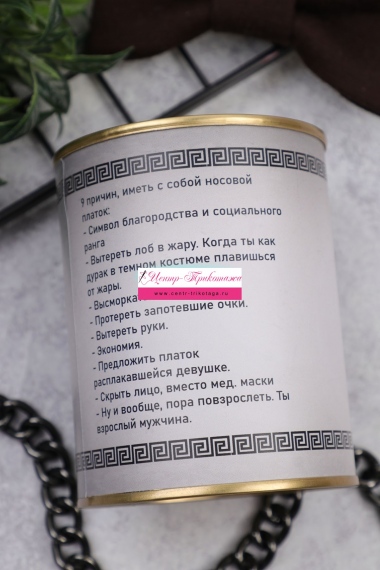 9 причин, иметь с собой носовой
платок:
- Символ благородства и социального
ранга
- Вытереть лоб в жару. Когда ты как
дурак в темном костюме плавишься
от жары.
- Высморка
- Протереть запотевшие очки.
- Вытереть руки.
- Экономия.
- Предложить платок
расплакавшейся девушке.
- Скрыть лицо, вместо мед. маски
- Ну и вообще, пора повзрослеть. Ты
взрослый мужчина.
Центр-Трикотажа
www.centr-trikotaga.ru